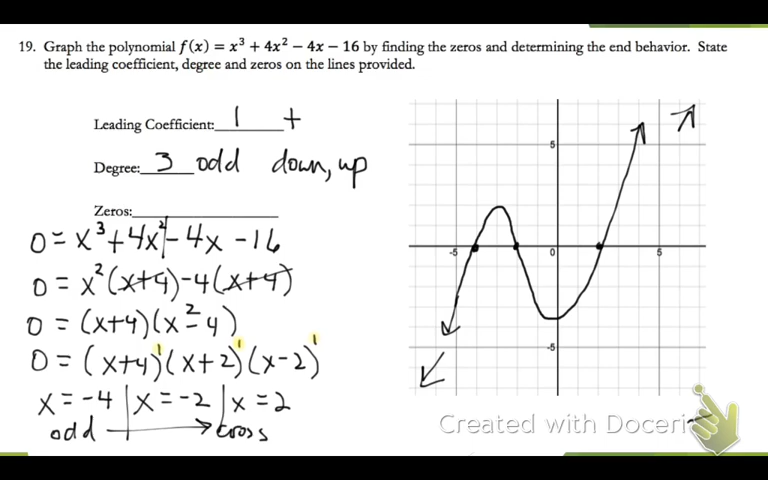 19. Graph the polynomial f(x) = x³ + 4x² − 4x − 16 by finding the zeros and determining the end behavior. State
the leading coefficient, degree and zeros on the lines provided.
Leading Coefficient: 1 +
Degree: 3 odd down, up
Zeros:
0 = x³ + 4x² − 4x − 16
0 = x²(x+4) − 4(x+4)
0 = (x+4)(x² − 4)
0 = (x+4)¹(x+2)¹(x−2)¹
x = −4 | x = −2 | x = 2
odd → cross
5
-5 0 5
-5
Created with Doceri